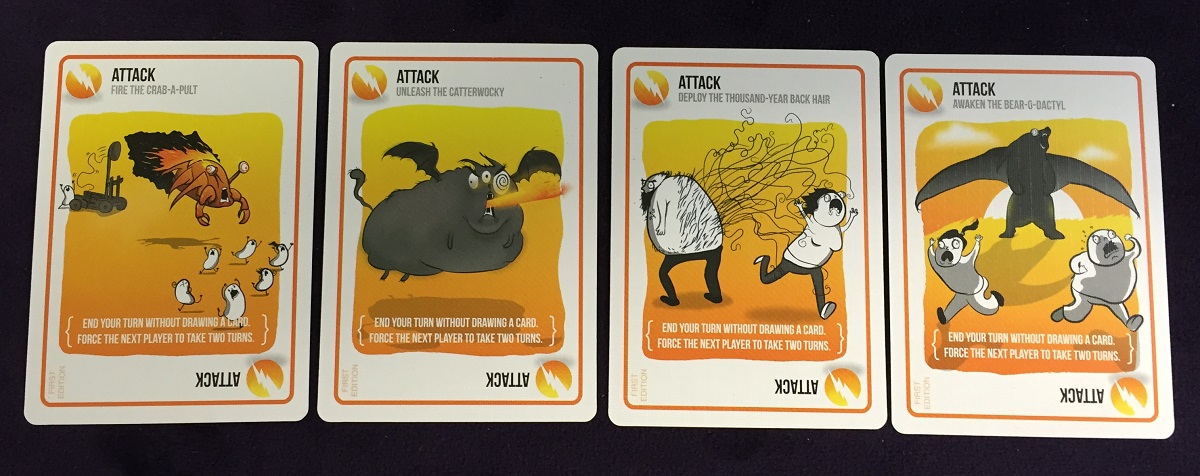 ATTACK
FIRE THE CRAB-A-PULT
END YOUR TURN WITHOUT DRAWING A CARD.
FORCE THE NEXT PLAYER TO TAKE TWO TURNS.
ATTACK
FIRST
EDITION
ATTACK
UNLEASH THE CATTERWOCKY
END YOUR TURN WITHOUT DRAWING A CARD.
FORCE THE NEXT PLAYER TO TAKE TWO TURNS.
ATTACK
FIRST
EDITION
ATTACK
DEPLOY THE THOUSAND-YEAR BACK HAIR
END YOUR TURN WITHOUT DRAWING A CARD.
FORCE THE NEXT PLAYER TO TAKE TWO TURNS.
ATTACK
FIRST
EDITION
ATTACK
AWAKEN THE BEAR-O-DACTYL
END YOUR TURN WITHOUT DRAWING A CARD.
FORCE THE NEXT PLAYER TO TAKE TWO TURNS.
ATTACK
FIRST
EDITION